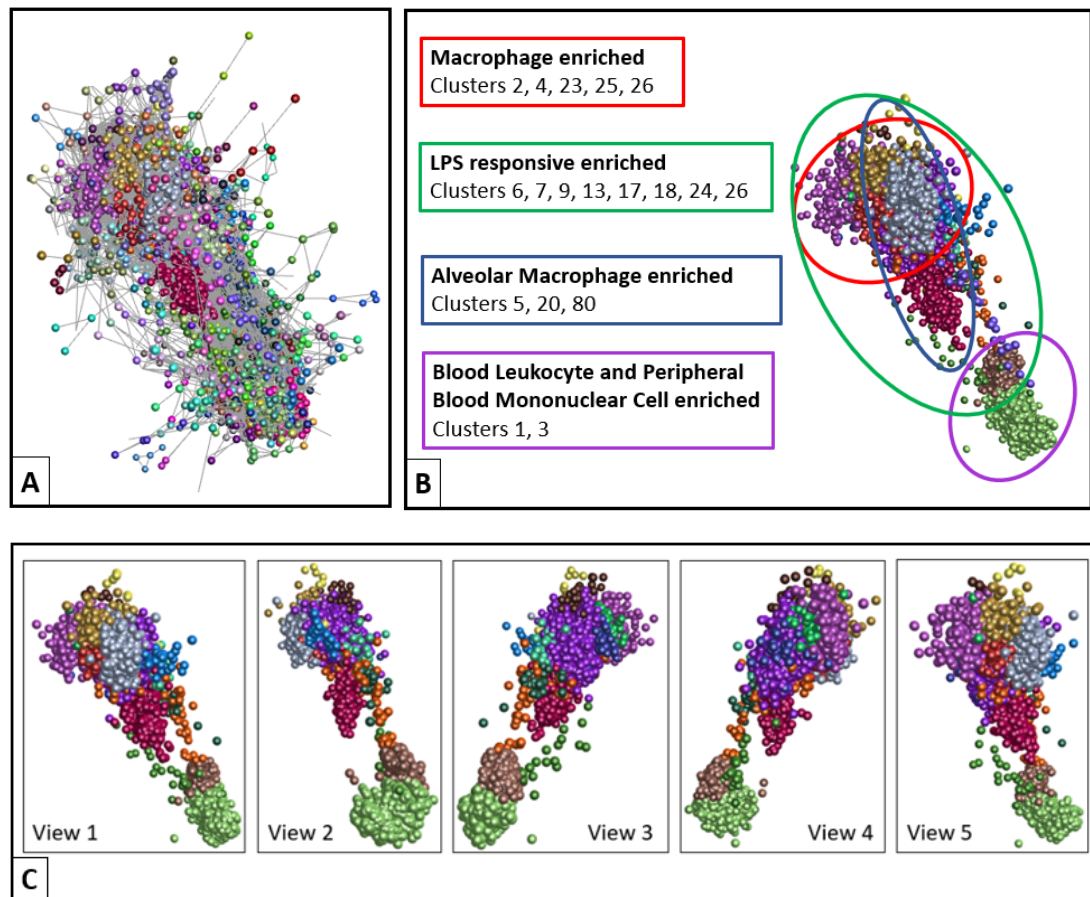 A
Macrophage enriched
Clusters 2, 4, 23, 25, 26
LPS responsive enriched
Clusters 6, 7, 9, 13, 17, 18, 24, 26
Alveolar Macrophage enriched
Clusters 5, 20, 80
Blood Leukocyte and Peripheral
Blood Mononuclear Cell enriched
Clusters 1, 3
B
View 1
View 2
View 3
View 4
View 5
C